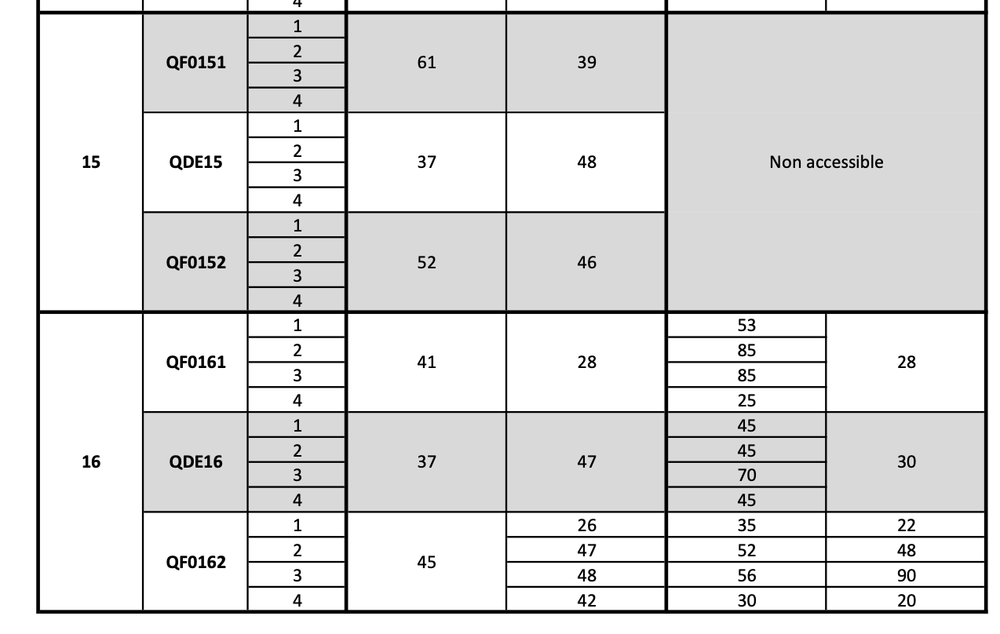 4
15 QF0151 1 61 39 Non accessible
2
3
4
QDE15 1 37 48
2
3
4
QF0152 1 52 46
2
3
4
16 QF0161 1 41 28 53 28
2 85
3 85
4 25
QDE16 1 37 47 45 30
2 45
3 70
4 45
QF0162 1 45 26 35 22
2 47 52 48
3 48 56 90
4 42 30 20